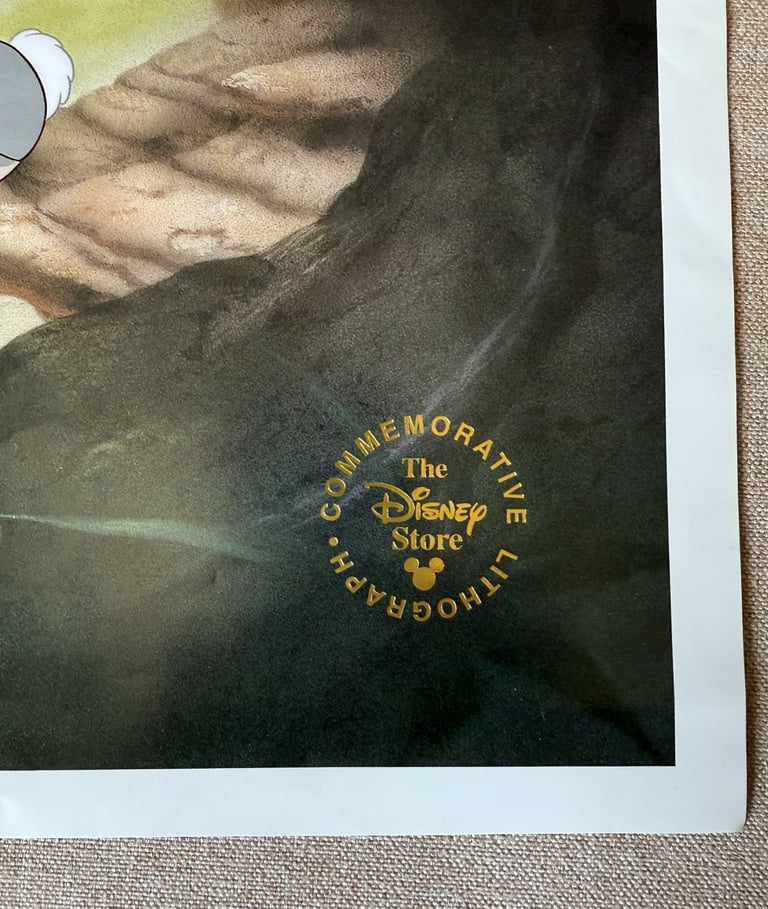 COMMEMORATIVE LITHOGRAPH •
The
Disney
Store